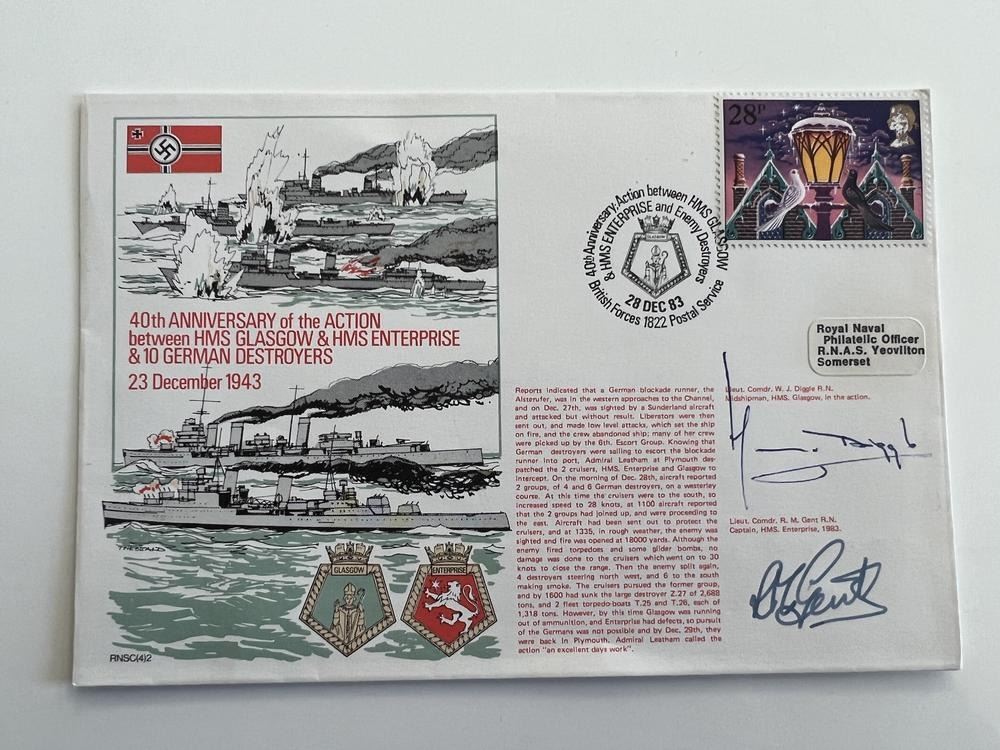 40th ANNIVERSARY of the ACTION
between HMS GLASGOW & HMS ENTERPRISE
& 10 GERMAN DESTROYERS
23 December 1943
GLASGOW
ENTERPRISE
RNSC(4)2
28P
40th Anniversary; Action between HMS GLASGOW
& HMS ENTERPRISE and Enemy Destroyers
GLASGOW
28 DEC 83
British Forces 1822 Postal Service
Royal Naval
Philatelic Officer
R.N.A.S. Yeovilton
Somerset
Reports indicated that a German blockade runner, the
Alsterufer, was in the western approaches to the Channel,
and on Dec. 27th, was sighted by a Sunderland aircraft
and attacked but without result. Liberators were then
sent out, and made low level attacks, which set the ship
on fire, and the crew abandoned ship; many of her crew
were picked up by the 6th. Escort Group. Knowing that
German destroyers were sailing to escort the blockade
runner into port, Admiral Leatham at Plymouth des-
patched the 2 cruisers, HMS, Enterprise and Glasgow to
intercept. On the morning of Dec. 28th, aircraft reported
2 groups, of 4 and 6 German destroyers, on a westerley
course. At this time the cruisers were to the south, so
increased speed to 28 knots, at 1100 aircraft reported
that the 2 groups had joined up, and were proceeding to
the east. Aircraft had been sent out to protect the
cruisers, and at 1335, in rough weather, the enemy was
sighted and fire was opened at 18000 yards. Although the
enemy fired torpedoes and some glider bombs, no
damage was done to the cruisers which went on to 30
knots to close the range. Then the enemy split again,
4 destroyers steering north west, and 6 to the south
making smoke. The cruisers pursued the former group,
and by 1600 had sunk the large destroyer Z.27 of 2,688
tons, and 2 fleet torpedo-boats T.25 and T.26, each of
1,318 tons. However, by this time Glasgow was running
out of ammunition, and Enterprise had defects, so pursuit
of the Germans was not possible and by Dec. 29th, they
were back in Plymouth. Admiral Leatham called the
action "an excellent days work".
Lieut. Comdr. W. J. Diggle R.N.
Midshipman, HMS. Glasgow, in the action.
Diggle
Lieut. Comdr. R. M. Gent R.N.
Captain, HMS. Enterprise, 1983.
Gent